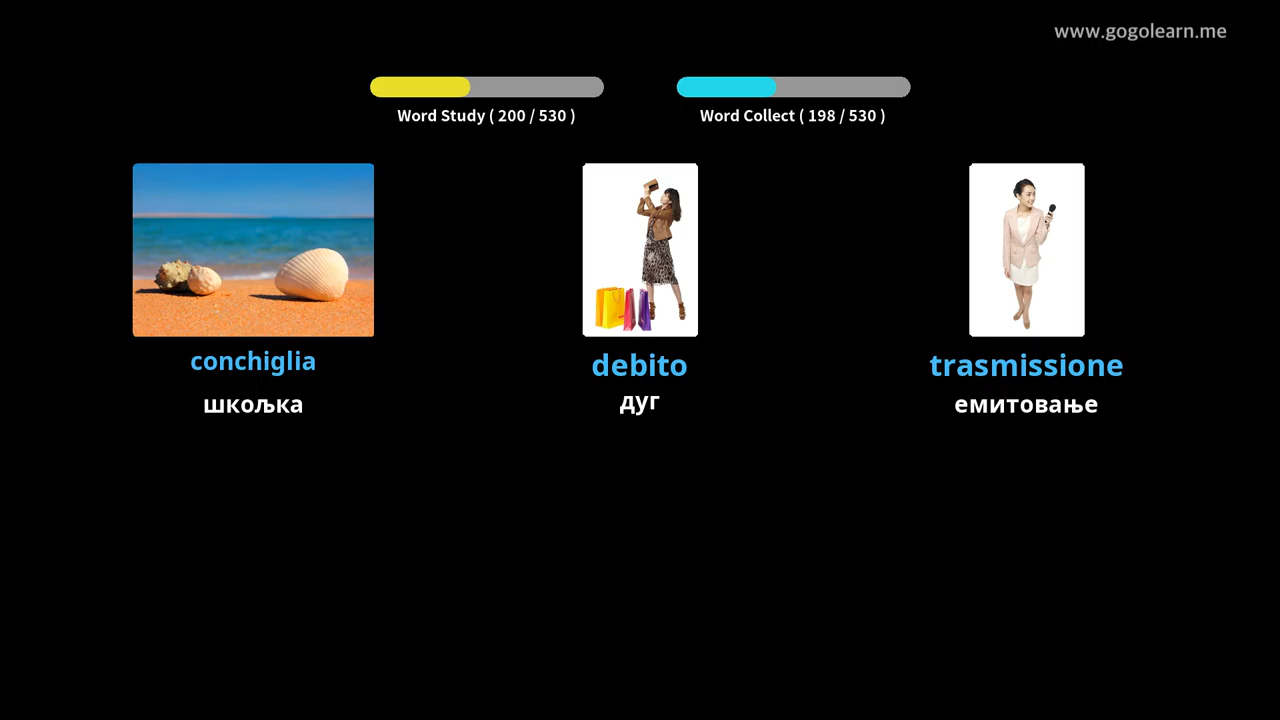 www.gogolearn.me
Word Study ( 200 / 530 )
Word Collect ( 198 / 530 )
conchiglia
debito
trasmissione
шкољка
дуг
емитовање